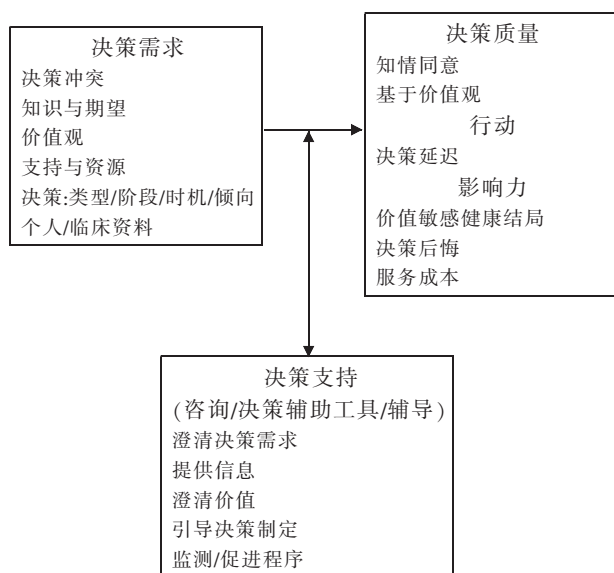 决策需求
决策冲突
知识与期望
价值观
支持与资源
决策:类型/阶段/时机/倾向
个人/临床资料
决策质量
知情同意
基于价值观
行动
决策延迟
影响力
价值敏感健康结局
决策后悔
服务成本
决策支持
(咨询/决策辅助工具/辅导)
澄清决策需求
提供信息
澄清价值
引导决策制定
监测/促进程序